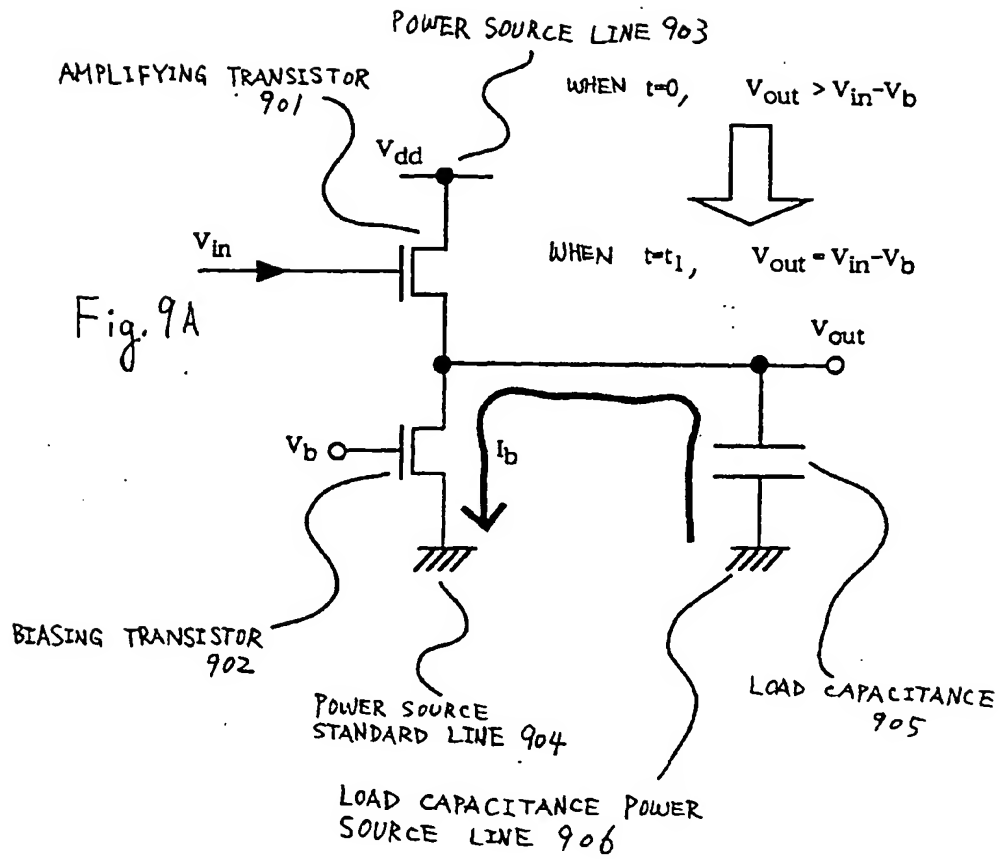 POWER SOURCE LINE 903
AMPLIFYING TRANSISTOR
901
WHEN t=0, Vout > Vin-Vb
Vdd
Vin
WHEN t=t1, Vout = Vin-Vb
Fig. 9A
Vout
Vb
Ib
BIASING TRANSISTOR
902
LOAD CAPACITANCE
905
POWER SOURCE
STANDARD LINE 904
LOAD CAPACITANCE POWER
SOURCE LINE 906